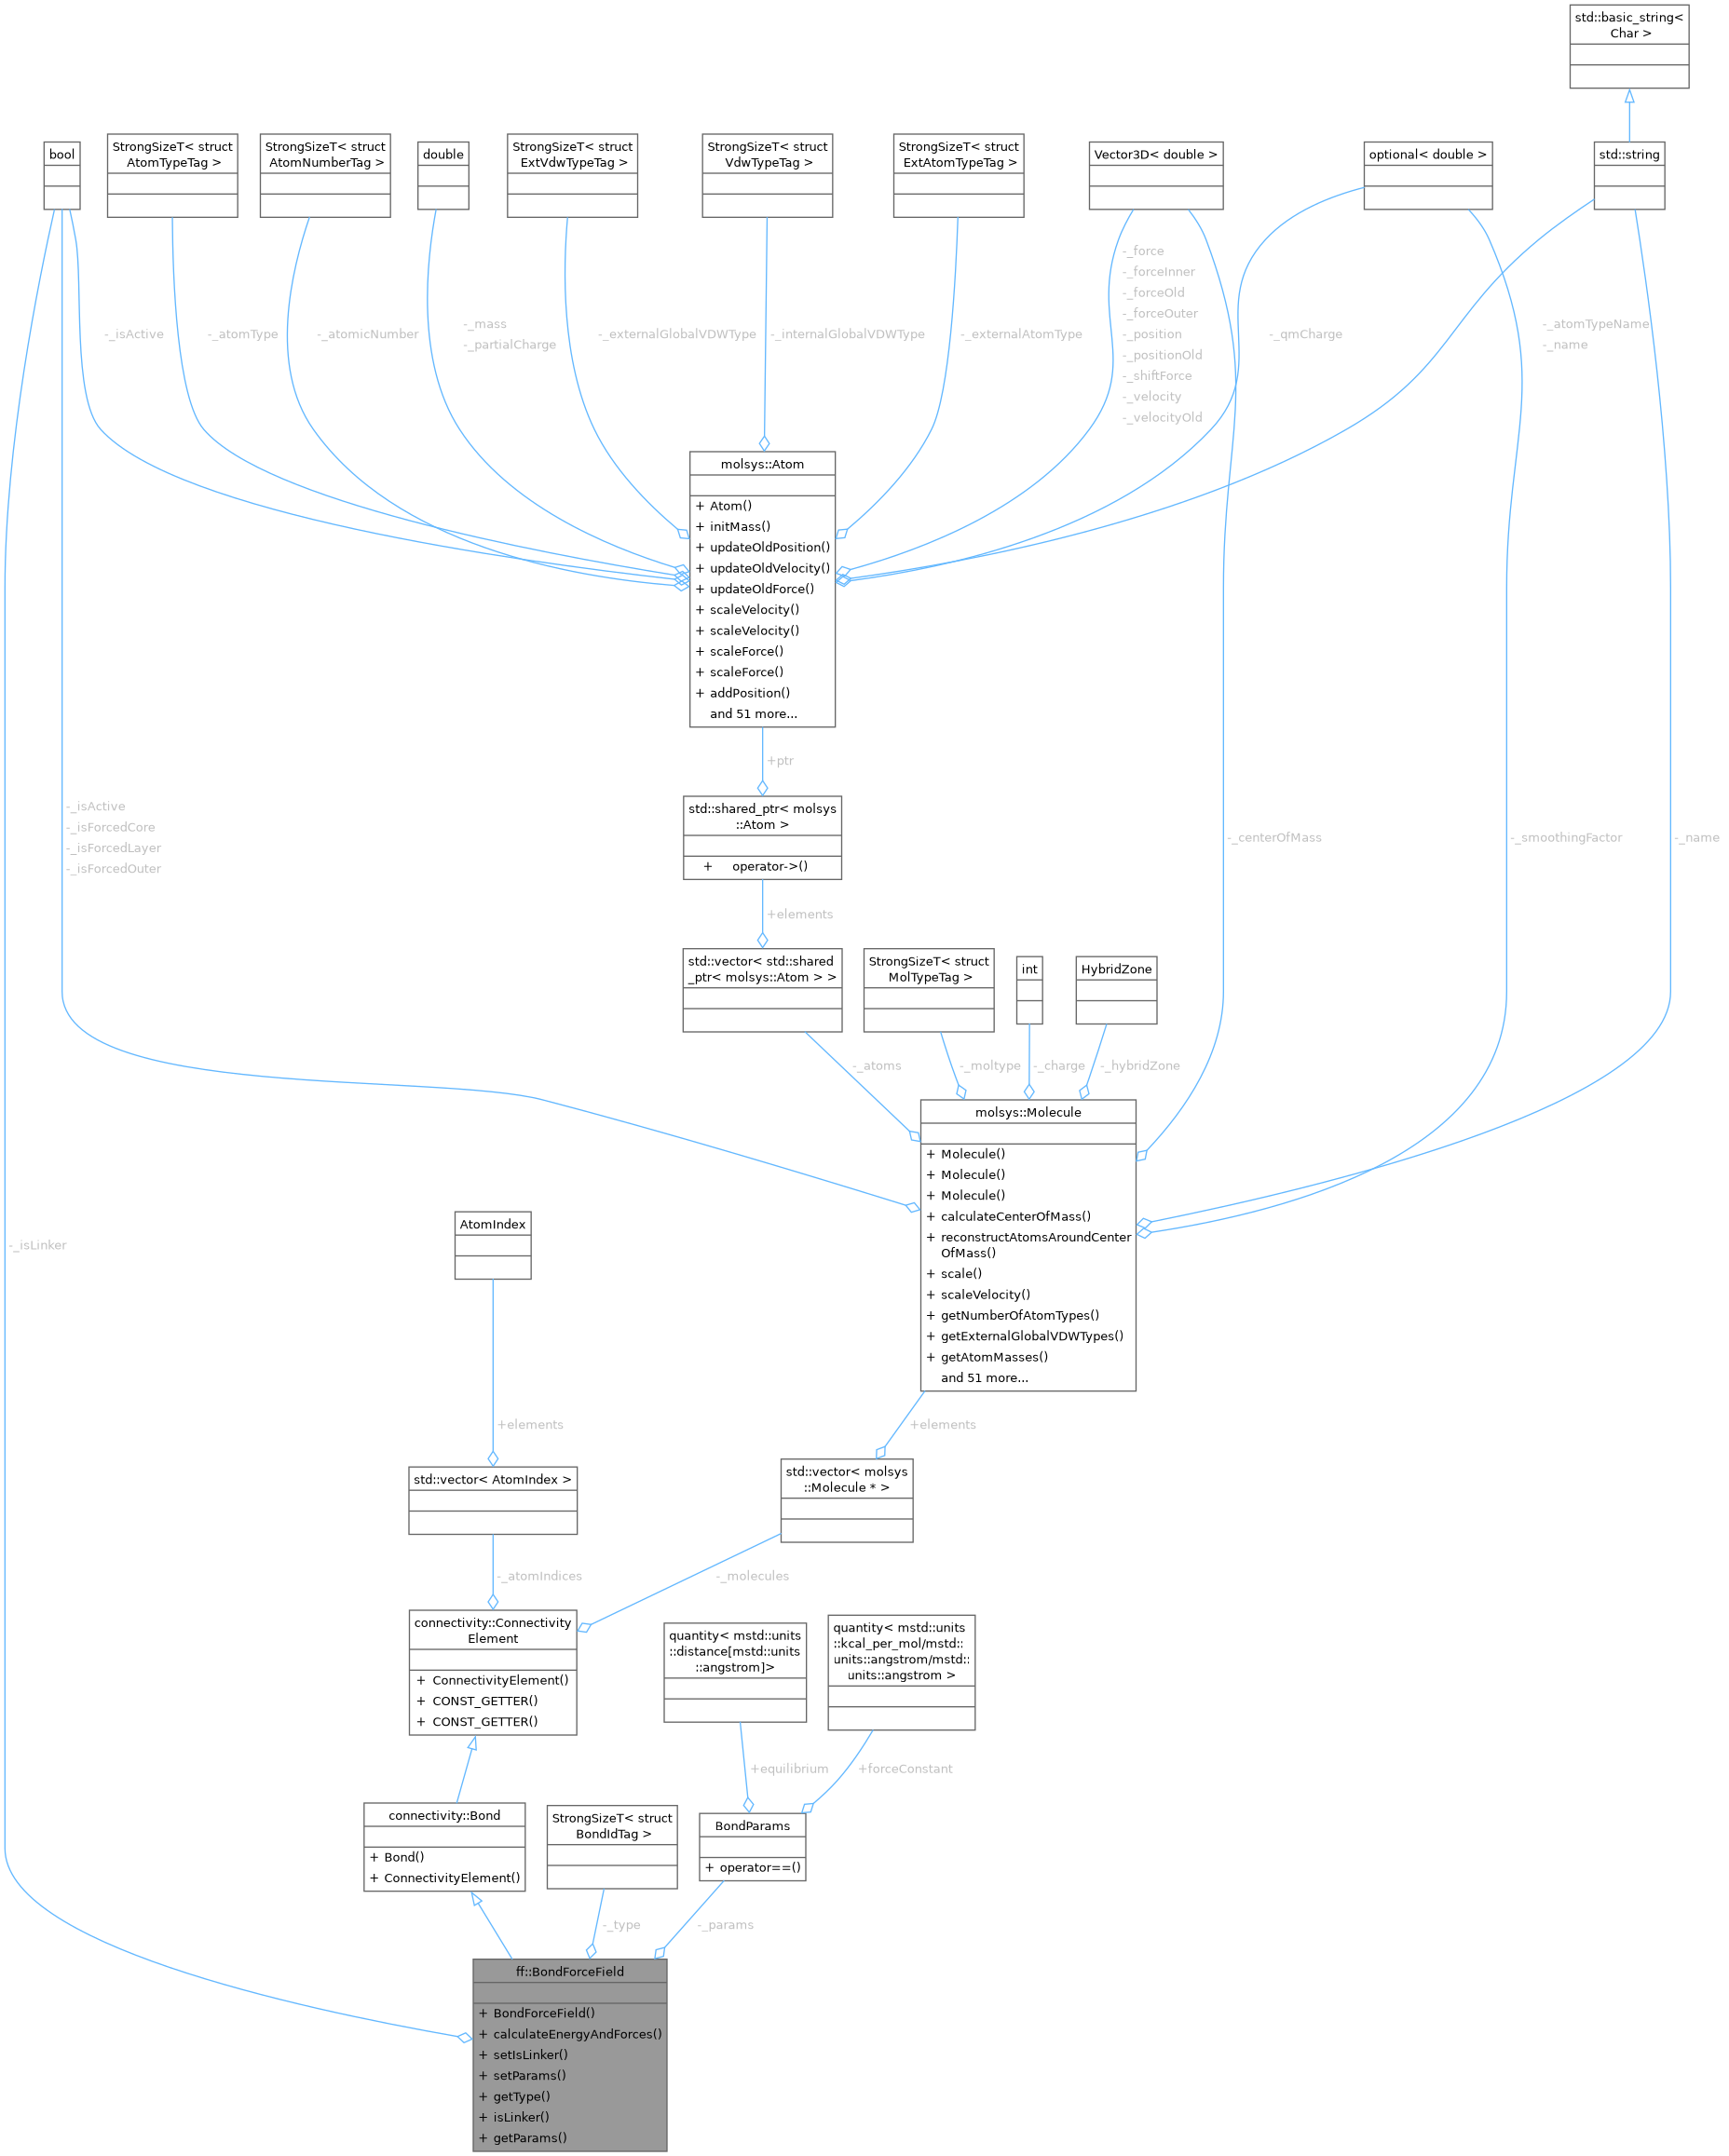 std::basic_string<
Char >
bool
StrongSizeT< struct
AtomTypeTag >
StrongSizeT< struct
AtomNumberTag >
double
StrongSizeT< struct
ExtVdwTypeTag >
StrongSizeT< struct
VdwTypeTag >
StrongSizeT< struct
ExtAtomTypeTag >
Vector3D< double >
optional< double >
std::string
-_isActive
-_atomType
-_atomicNumber
-_mass
-_partialCharge
-_externalGlobalVDWType
-_internalGlobalVDWType
-_externalAtomType
-_force
-_forceInner
-_forceOld
-_forceOuter
-_position
-_positionOld
-_shiftForce
-_velocity
-_velocityOld
-_qmCharge
-_atomTypeName
-_name
molsys::Atom
+ Atom()
+ initMass()
+ updateOldPosition()
+ updateOldVelocity()
+ updateOldForce()
+ scaleVelocity()
+ scaleVelocity()
+ scaleForce()
+ scaleForce()
+ addPosition()
and 51 more...
+ptr
-_isActive
-_isForcedCore
-_isForcedLayer
-_isForcedOuter
std::shared_ptr< molsys
::Atom >
+ operator->()
-_centerOfMass
-_smoothingFactor
-_name
+elements
std::vector< std::shared
_ptr< molsys::Atom > >
StrongSizeT< struct
MolTypeTag >
int
HybridZone
-_atoms
-_moltype
-_charge
-_hybridZone
molsys::Molecule
+ Molecule()
+ Molecule()
+ Molecule()
+ calculateCenterOfMass()
+ reconstructAtomsAroundCenter
OfMass()
+ scale()
+ scaleVelocity()
+ getNumberOfAtomTypes()
+ getExternalGlobalVDWTypes()
+ getAtomMasses()
and 51 more...
AtomIndex
-_isLinker
+elements
+elements
std::vector< AtomIndex >
std::vector< molsys
::Molecule * >
-_atomIndices
-_molecules
connectivity::Connectivity
Element
+ ConnectivityElement()
+ CONST_GETTER()
+ CONST_GETTER()
quantity< mstd::units
::distance[mstd::units
::angstrom]>
quantity< mstd::units
::kcal_per_mol/mstd::
units::angstrom/mstd::
units::angstrom >
+equilibrium
+forceConstant
connectivity::Bond
+ Bond()
+ ConnectivityElement()
StrongSizeT< struct
BondIdTag >
BondParams
+ operator==()
-_type
-_params
ff::BondForceField
+ BondForceField()
+ calculateEnergyAndForces()
+ setIsLinker()
+ setParams()
+ getType()
+ isLinker()
+ getParams()